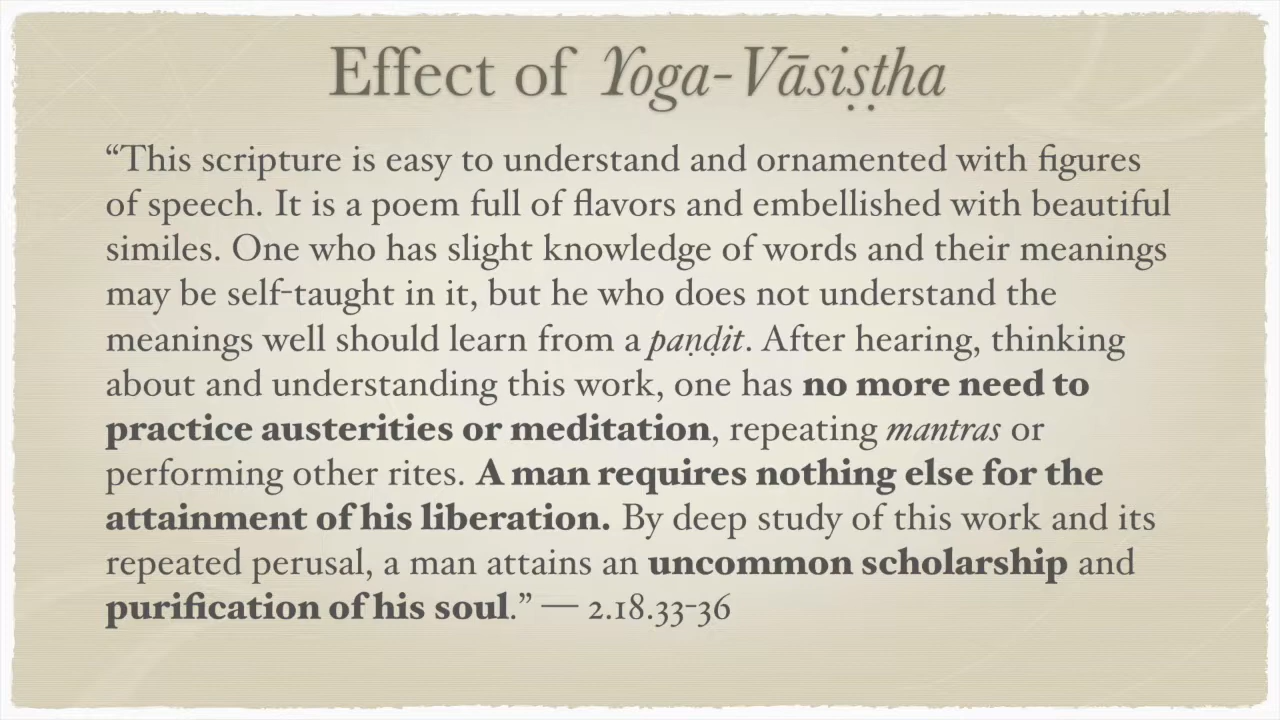 Effect of Yoga-Vāsiṣṭha
“This scripture is easy to understand and ornamented with figures
of speech. It is a poem full of flavors and embellished with beautiful
similes. One who has slight knowledge of words and their meanings
may be self-taught in it, but he who does not understand the
meanings well should learn from a paṇḍit. After hearing, thinking
about and understanding this work, one has no more need to
practice austerities or meditation, repeating mantras or
performing other rites. A man requires nothing else for the
attainment of his liberation. By deep study of this work and its
repeated perusal, a man attains an uncommon scholarship and
purification of his soul.” — 2.18.33-36